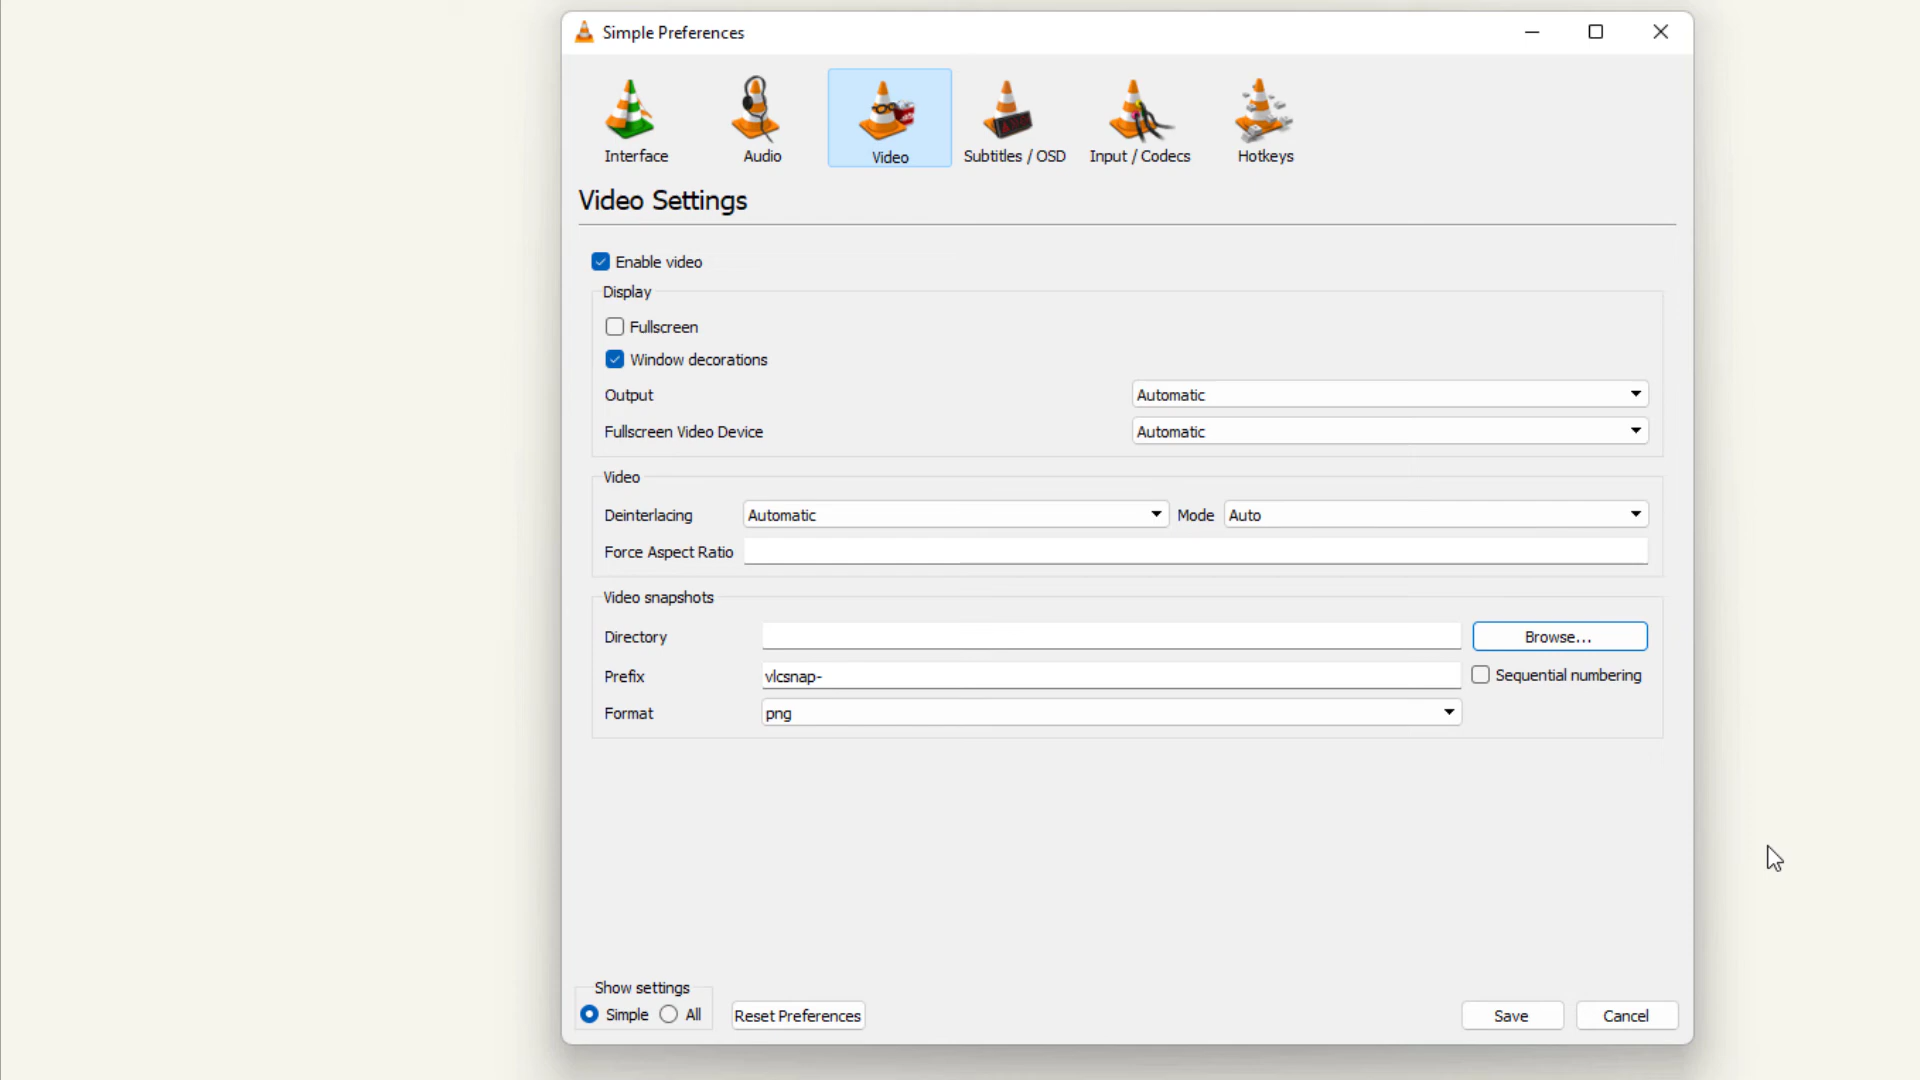 Simple Preferences
Interface
Audio
Video
Subtitles / OSD
Input / Codecs
Hotkeys
Video Settings
Enable video
Display
Fullscreen
Window decorations
Output Automatic
Fullscreen Video Device Automatic
Video
Deinterlacing Automatic Mode Auto
Force Aspect Ratio
Video snapshots
Directory Browse...
Prefix vlcsnap- Sequential numbering
Format png
Show settings
Simple All Reset Preferences Save Cancel